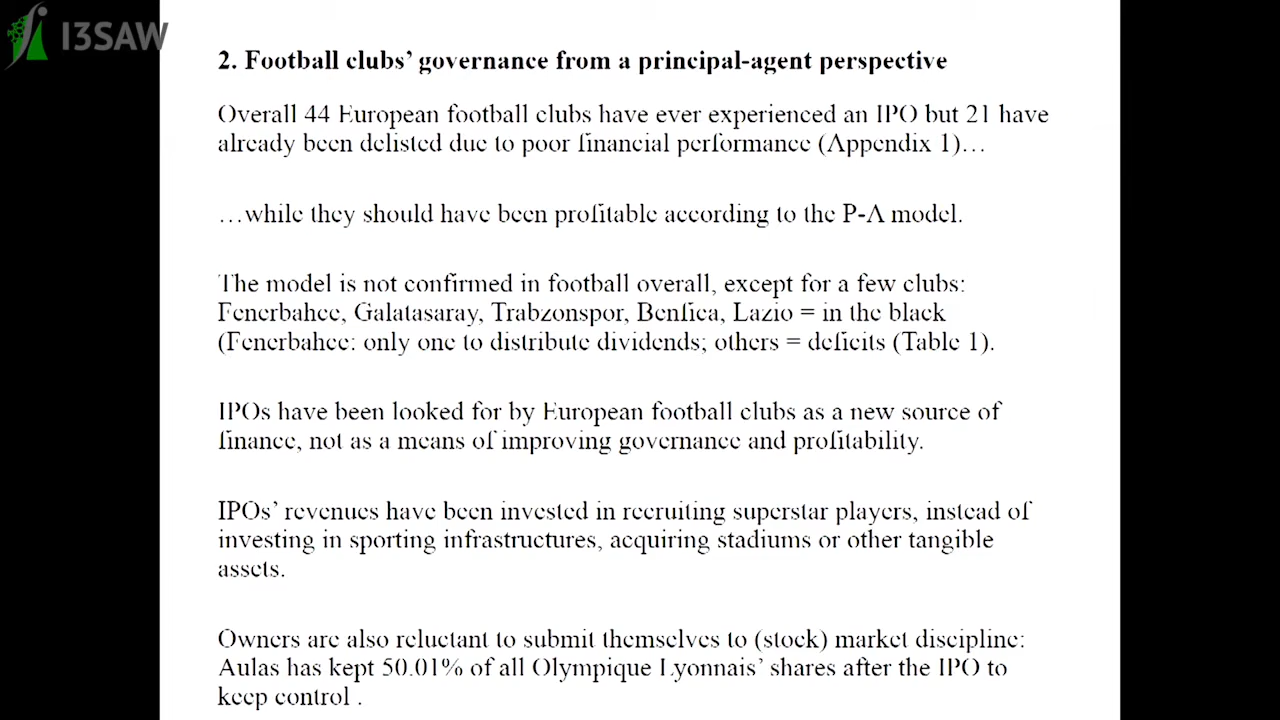 I3SAW
2. Football clubs’ governance from a principal-agent perspective
Overall 44 European football clubs have ever experienced an IPO but 21 have
already been delisted due to poor financial performance (Appendix 1)…
…while they should have been profitable according to the P-A model.
The model is not confirmed in football overall, except for a few clubs:
Fenerbahce, Galatasaray, Trabzonspor, Benfica, Lazio = in the black
(Fenerbahce: only one to distribute dividends; others = deficits (Table 1).
IPOs have been looked for by European football clubs as a new source of
finance, not as a means of improving governance and profitability.
IPOs’ revenues have been invested in recruiting superstar players, instead of
investing in sporting infrastructures, acquiring stadiums or other tangible
assets.
Owners are also reluctant to submit themselves to (stock) market discipline:
Aulas has kept 50.01% of all Olympique Lyonnais’ shares after the IPO to
keep control .